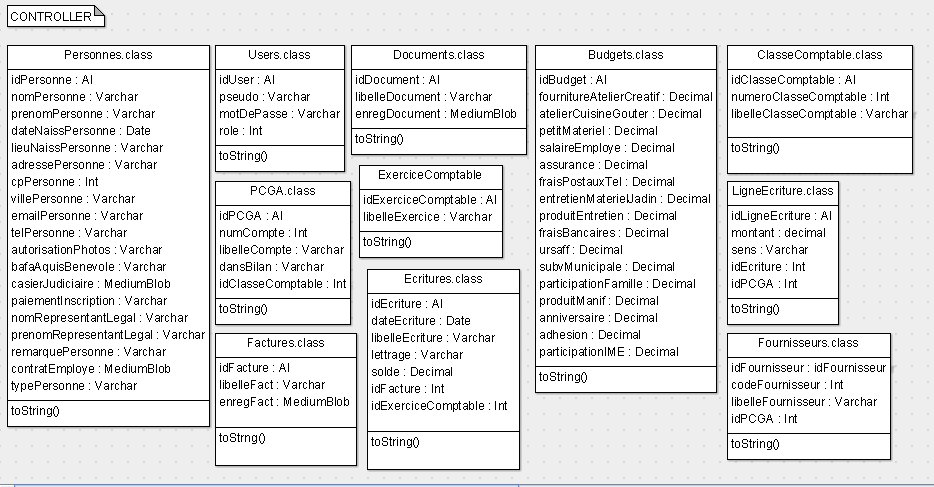 CONTROLLER
Personnes.class
idPersonne : AI
nomPersonne : Varchar
prenomPersonne : Varchar
dateNaissPersonne : Date
lieuNaissPersonne : Varchar
adressePersonne : Varchar
cpPersonne : Int
villePersonne : Varchar
emailPersonne : Varchar
telPersonne : Varchar
autorisationPhotos : Varchar
bafaAquisBenevole : Varchar
casierJudiciaire : MediumBlob
paiementInscription : Varchar
nomRepresentantLegal : Varchar
prenomRepresentantLegal : Varchar
remarquePersonne : Varchar
contratEmploye : MediumBlob
typePersonne : Varchar
toString()
Users.class
idUser : AI
pseudo : Varchar
motDePasse : Varchar
role : Int
toString()
PCGA.class
idPCGA : AI
numCompte : Int
libelleCompte : Varchar
dansBilan : Varchar
idClasseComptable : Int
toString()
Factures.class
idFacture : AI
libelleFact : Varchar
enregFact : MediumBlob
toStrng()
Documents.class
idDocument : AI
libelleDocument : Varchar
enregDocument : MediumBlob
toString()
ExerciceComptable
idExerciceComptable : AI
libelleExercice : Varchar
toString()
Ecritures.class
idEcriture : AI
dateEcriture : Date
libelleEcriture : Varchar
lettrage : Varchar
solde : Decimal
idFacture : Int
idExerciceComptable : Int
toString()
Budgets.class
idBudget : AI
fournitureAtelierCreatif : Decimal
atelierCuisineGouter : Decimal
petitMateriel : Decimal
salaireEmploye : Decimal
assurance : Decimal
fraisPostauxTel : Decimal
entretienMaterielJadin : Decimal
produitEntretien : Decimal
fraisBancaires : Decimal
ursaff : Decimal
subvMunicipale : Decimal
participationFamille : Decimal
produitManif : Decimal
anniversaire : Decimal
adhesion : Decimal
participationIME : Decimal
toString()
ClasseComptable.class
idClasseComptable : AI
numeroClasseComptable : Int
libelleClasseComptable : Varchar
toString()
LigneEcriture.class
idLigneEcriture : AI
montant : decimal
sens : Varchar
idEcriture : Int
idPCGA : Int
toString()
Fournisseurs.class
idFournisseur : idFournisseur
codeFournisseur : Int
libelleFournisseur : Varchar
idPCGA : Int
toString()